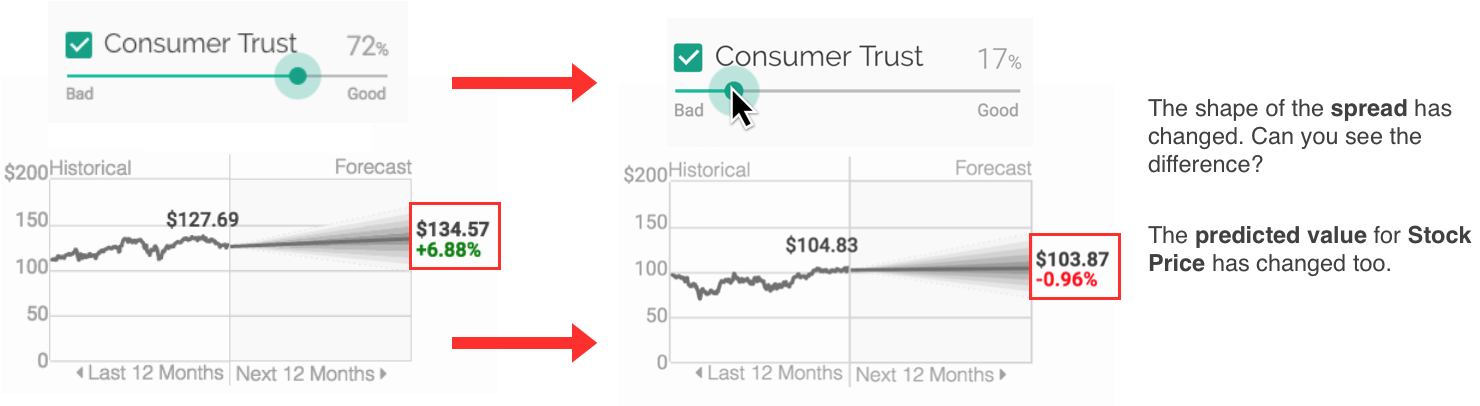 Consumer Trust 72%
Bad Good
Consumer Trust 17%
Bad Good
The shape of the spread has
changed. Can you see the
difference?
The predicted value for Stock
Price has changed too.
Historical Forecast
$200
150
100
50
0
$127.69
$134.57
+6.88%
Last 12 Months Next 12 Months
Historical Forecast
$200
150
100
50
0
$104.83
$103.87
-0.96%
Last 12 Months Next 12 Months